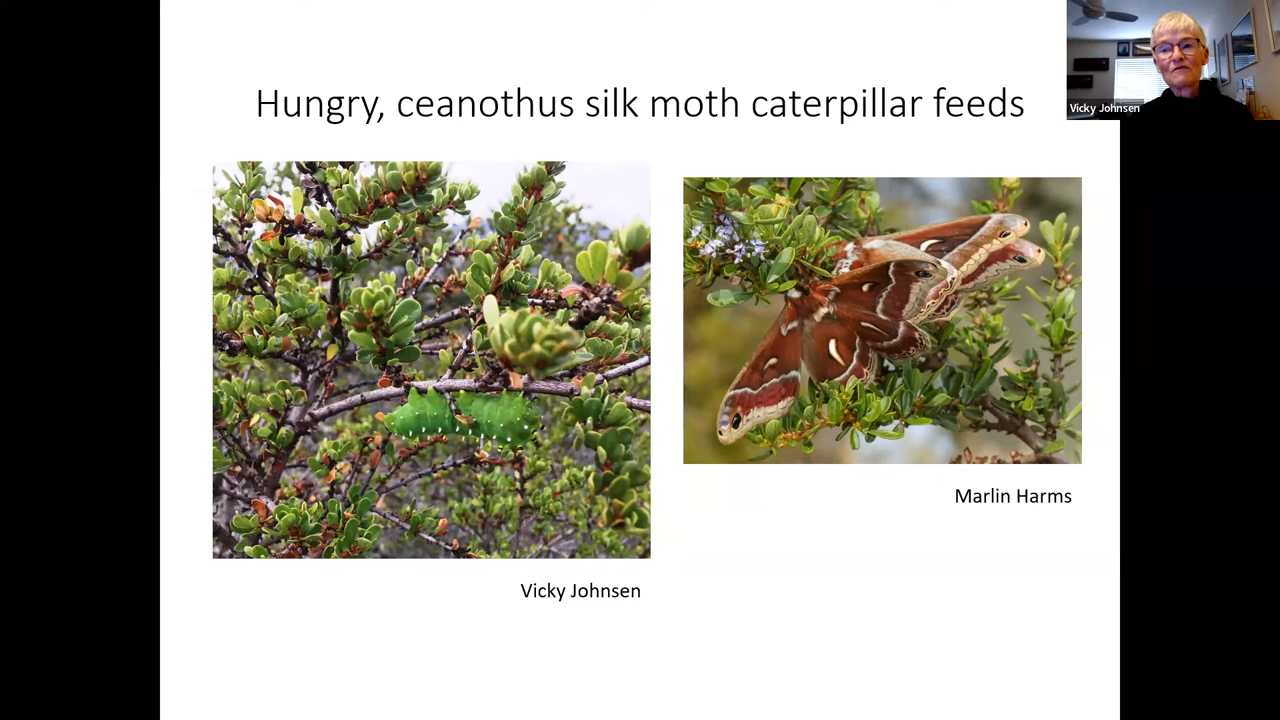 Hungry, ceanothus silk moth caterpillar feeds
Vicky Johnsen
Marlin Harms
Vicky Johnsen